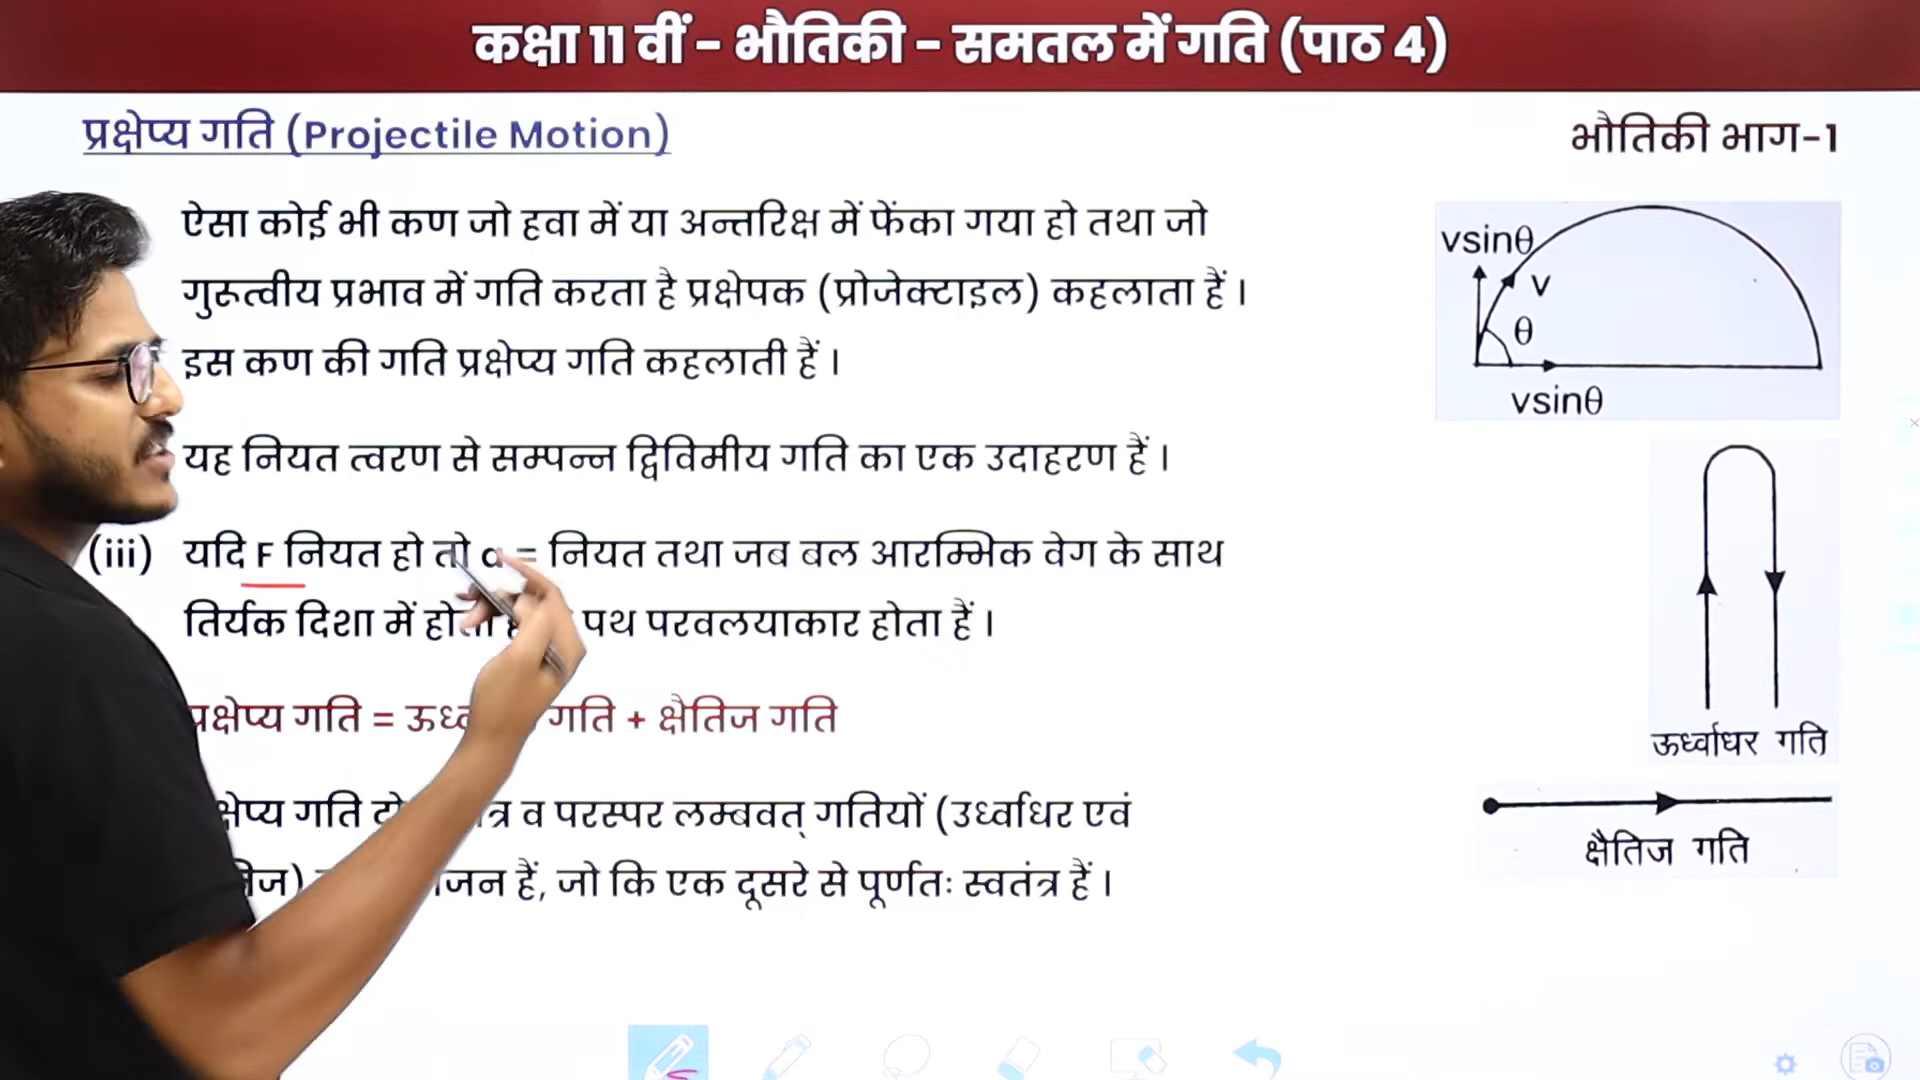 कक्षा 11 वीं - भौतिकी - समतल में गति (पाठ 4)
प्रक्षेप्य गति (Projectile Motion)
भौतिकी भाग-1
ऐसा कोई भी कण जो हवा में या अन्तरिक्ष में फेंका गया हो तथा जो
गुरूत्वीय प्रभाव में गति करता है प्रक्षेपक (प्रोजेक्टाइल) कहलाता हैं ।
इस कण की गति प्रक्षेप्य गति कहलाती हैं ।
यह नियत त्वरण से सम्पन्न द्विविमीय गति का एक उदाहरण हैं ।
(iii) यदि F नियत हो तो a = नियत तथा जब बल आरम्भिक वेग के साथ
तिर्यक दिशा में पथ परवलयाकार होता हैं ।
प्रक्षेप्य गति = गति + क्षैतिज गति
गति व परस्पर लम्बवत् गतियों (उर्ध्वाधर एवं
हैं, जो कि एक दूसरे से पूर्णतः स्वतंत्र हैं ।
vsinθ
v
θ
vsinθ
ऊर्ध्वाधर गति
क्षैतिज गति